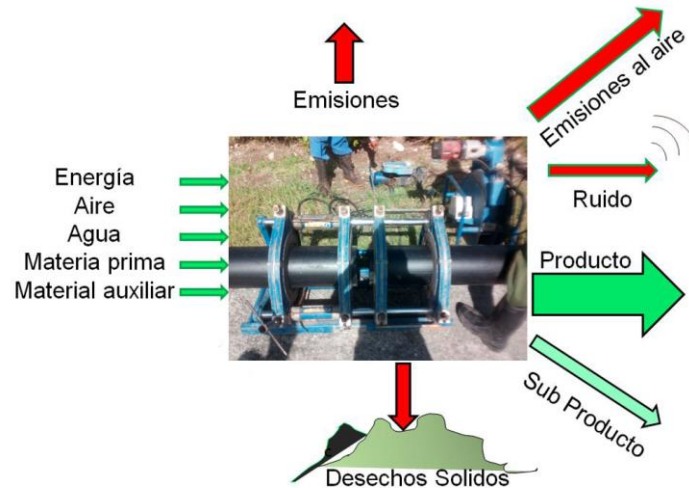 Emisiones
Emisiones al aire
Energía
Aire
Agua
Materia prima
Material auxiliar
Ruido
Producto
Sub Producto
Desechos Solidos